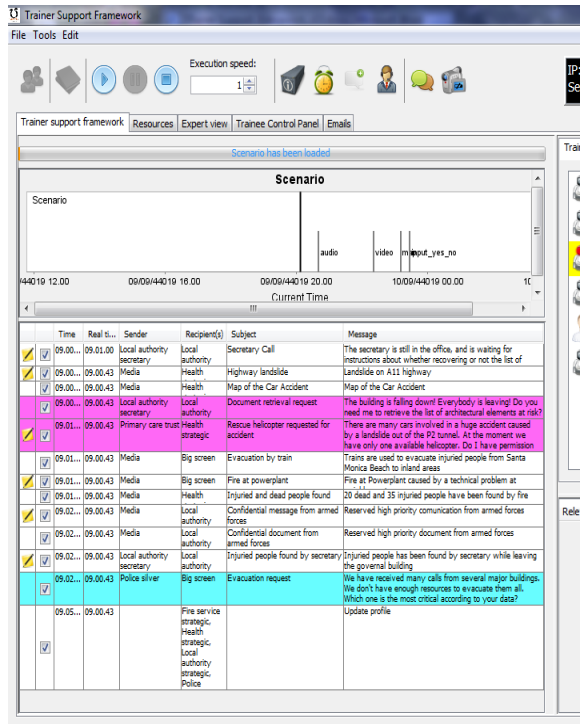 Trainer Support Framework
File Tools Edit
Execution speed:
1
IP:
Se
Trainer support framework Resources Expert view Trainee Control Panel Emails
Trai
Scenario has been loaded
Scenario
Scenario
audio video input_yes_no
/44019 12.00 09/09/44019 16.00 09/09/44019 20.00 10/09/44019 00.00 10
Current Time
Time Real ti... Sender Recipient(s) Subject Message
09.00... 09.01.00 Local authority secretary Local authority Secretary Call The secretary is still in the office, and is waiting for
instructions about whether recovering or not the list of
09.00... 09.00.43 Media Health Highway landslide Landslide on A11 highway
09.00... 09.00.43 Media Health Map of the Car Accident Map of the Car Accident
09.00... 09.00.43 Local authority secretary Local authority Document retrieval request The building is falling down! Everybody is leaving! Do you
need me to retrieve the list of architectural elements at risk?
09.01... 09.00.43 Primary care trust Health strategic Rescue helicopter requested for accident There are many cars involved in a huge accident caused
by a landslide out of the P2 tunnel. At the moment we
have only one available helicopter. Do I have permission
09.01... 09.00.43 Media Big screen Evacuation by train Trains are used to evacuate injured people from Santa
Monica Beach to inland areas
09.01... 09.00.43 Media Big screen Fire at powerplant Fire at Powerplant caused by a technical problem at
09.01... 09.00.43 Media Health Injured and dead people found 20 dead and 35 injured people have been found by fire
09.02... 09.00.43 Media Local authority Confidential message from armed forces Reserved high priority comunication from armed forces
09.02... 09.00.43 Media Local authority Confidential document from armed forces Reserved high priority document from armed forces
09.02... 09.00.43 Local authority secretary Local authority Injured people found by secretary Injured people has been found by secretary while leaving
the governal building
09.02... 09.00.43 Police silver Big screen Evacuation request We have received many calls from several major buildings.
We don't have enough resources to evacuate them all.
Which one is the most critical according to your data?
09.05... 09.00.43 Fire service Update profile
strategic,
Health
strategic,
Local
authority
strategic,
Police
Rele